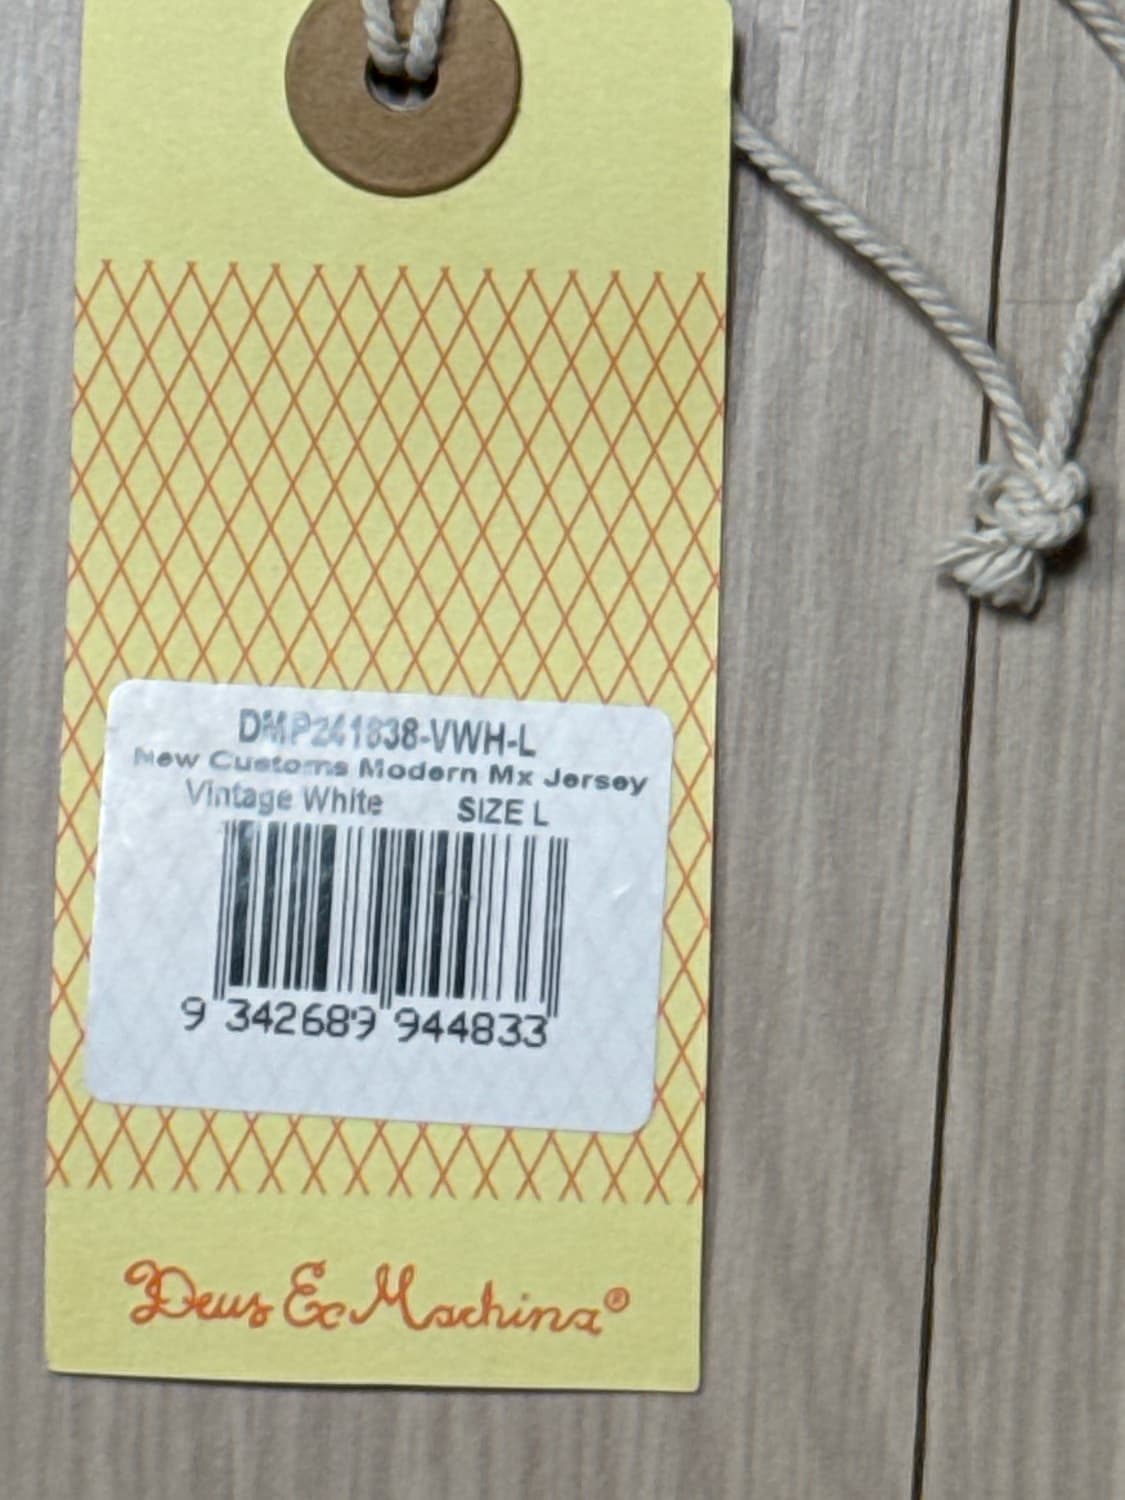 DMP241838-VWH-L
New Customs Modern Mx Jersey
Vintage White SIZE L
9 342689 944833
Deus Ex Machina®